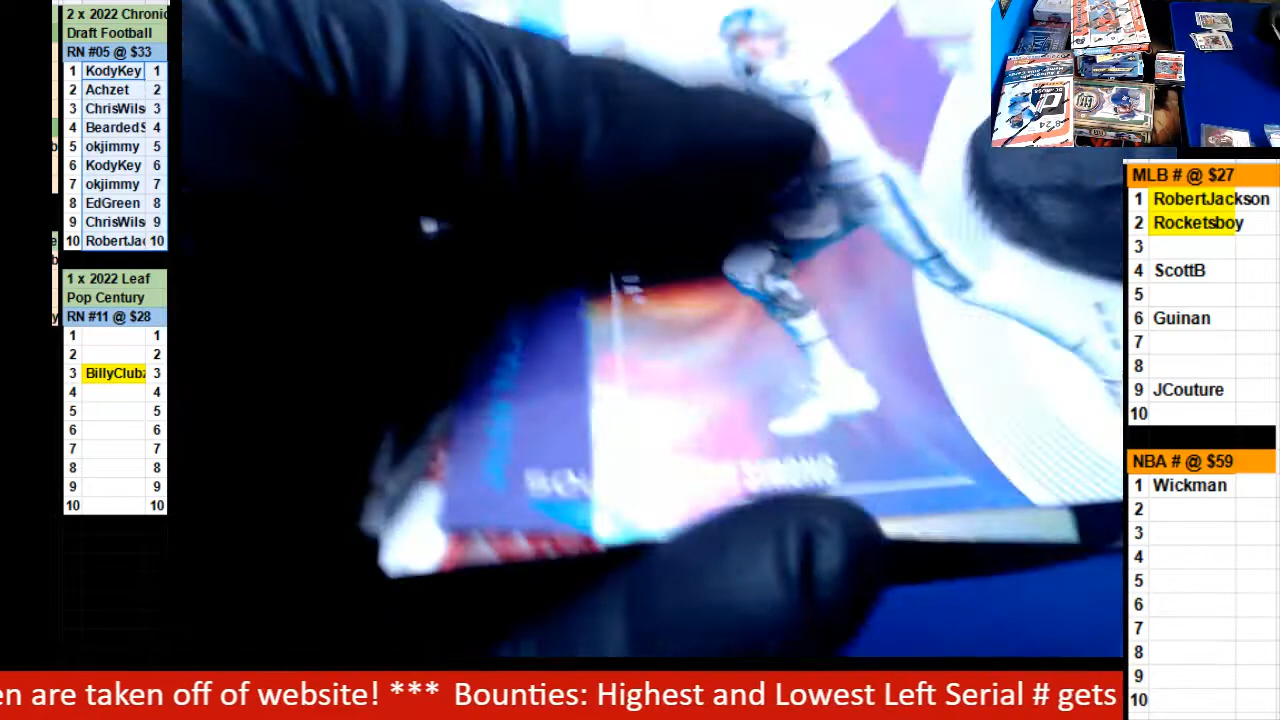 2 x 2022 Chronic
Draft Football
RN #05 @ $33
1 KodyKey 1
2 Achzet 2
3 ChrisWils 3
4 BeardedS 4
5 okjimmy 5
6 KodyKey 6
7 okjimmy 7
8 EdGreen 8
9 ChrisWils 9
10 RobertJac 10
1 x 2022 Leaf
Pop Century
RN #11 @ $28
1 1
2 2
3 BillyClubz 3
4 4
5 5
6 6
7 7
8 8
9 9
10 10
STRONG
MLB # @ $27
1 RobertJackson
2 Rocketsboy
3
4 ScottB
5
6 Guinan
7
8
9 JCouture
10
NBA # @ $59
1 Wickman
2
3
4
5
6
7
8
9
10
en are taken off of website! *** Bounties: Highest and Lowest Left Serial # gets